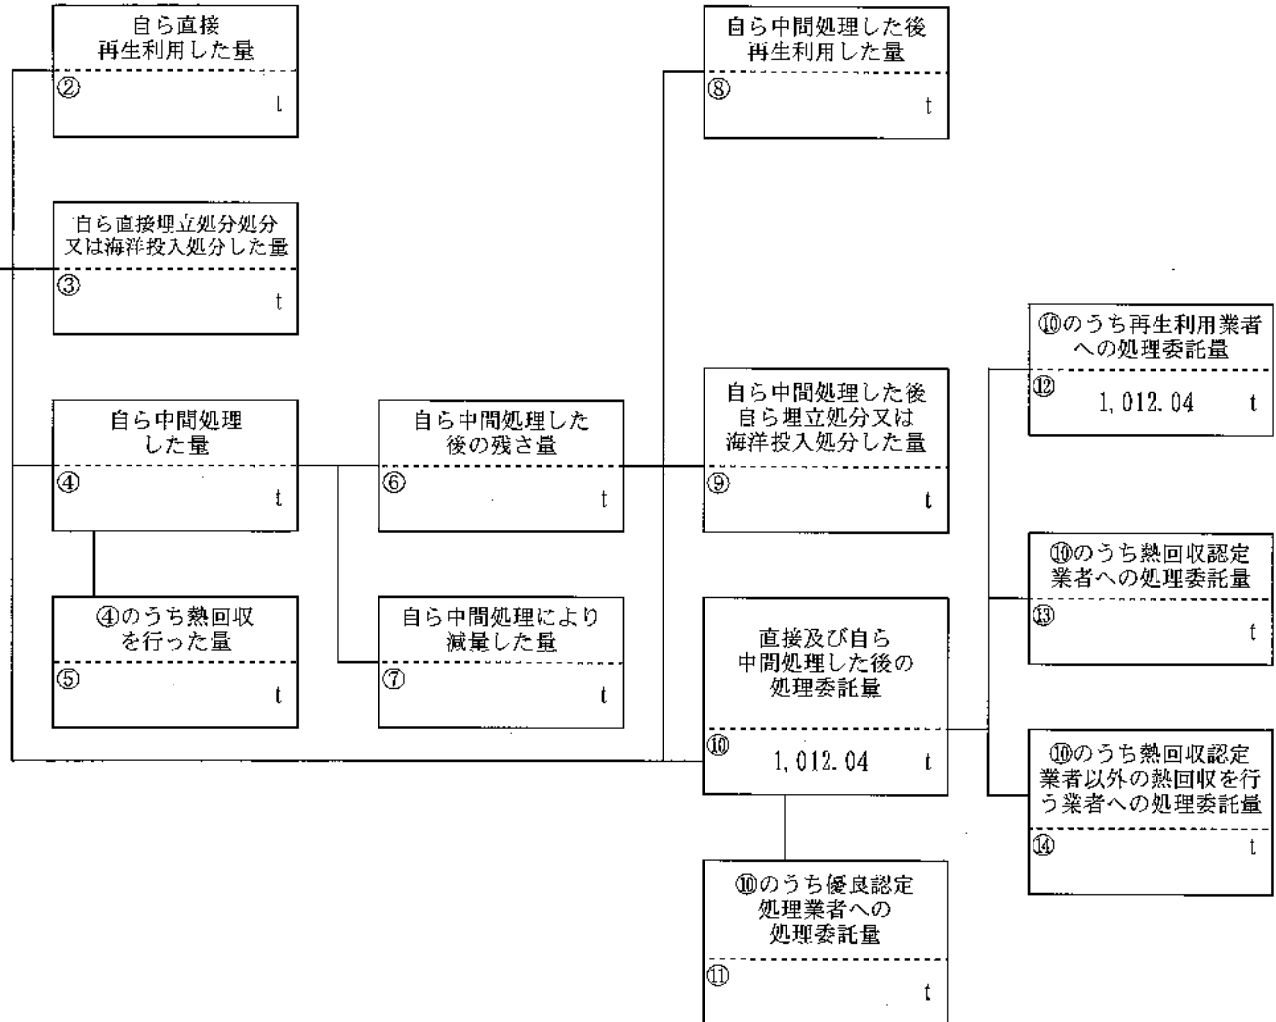 自ら直接
再生利用した量
②
t
自ら直接埋立処分処分
又は海洋投入処分した量
③
t
自ら中間処理
した量
④
t
④のうち熱回収
を行った量
⑤
t
自ら中間処理した
後の残さ量
⑥
t
自ら中間処理により
減量した量
⑦
t
自ら中間処理した後
再生利用した量
⑧
t
自ら中間処理した後
自ら埋立処分又は
海洋投入処分した量
⑨
t
直接及び自ら
中間処理した後の
処理委託量
⑩ 1,012.04 t
⑩のうち優良認定
処理業者への
処理委託量
⑪
t
⑩のうち再生利用業者
への処理委託量
⑫ 1,012.04 t
⑩のうち熱回収認定
業者への処理委託量
⑬
t
⑩のうち熱回収認定
業者以外の熱回収を行
う業者への処理委託量
⑭ t